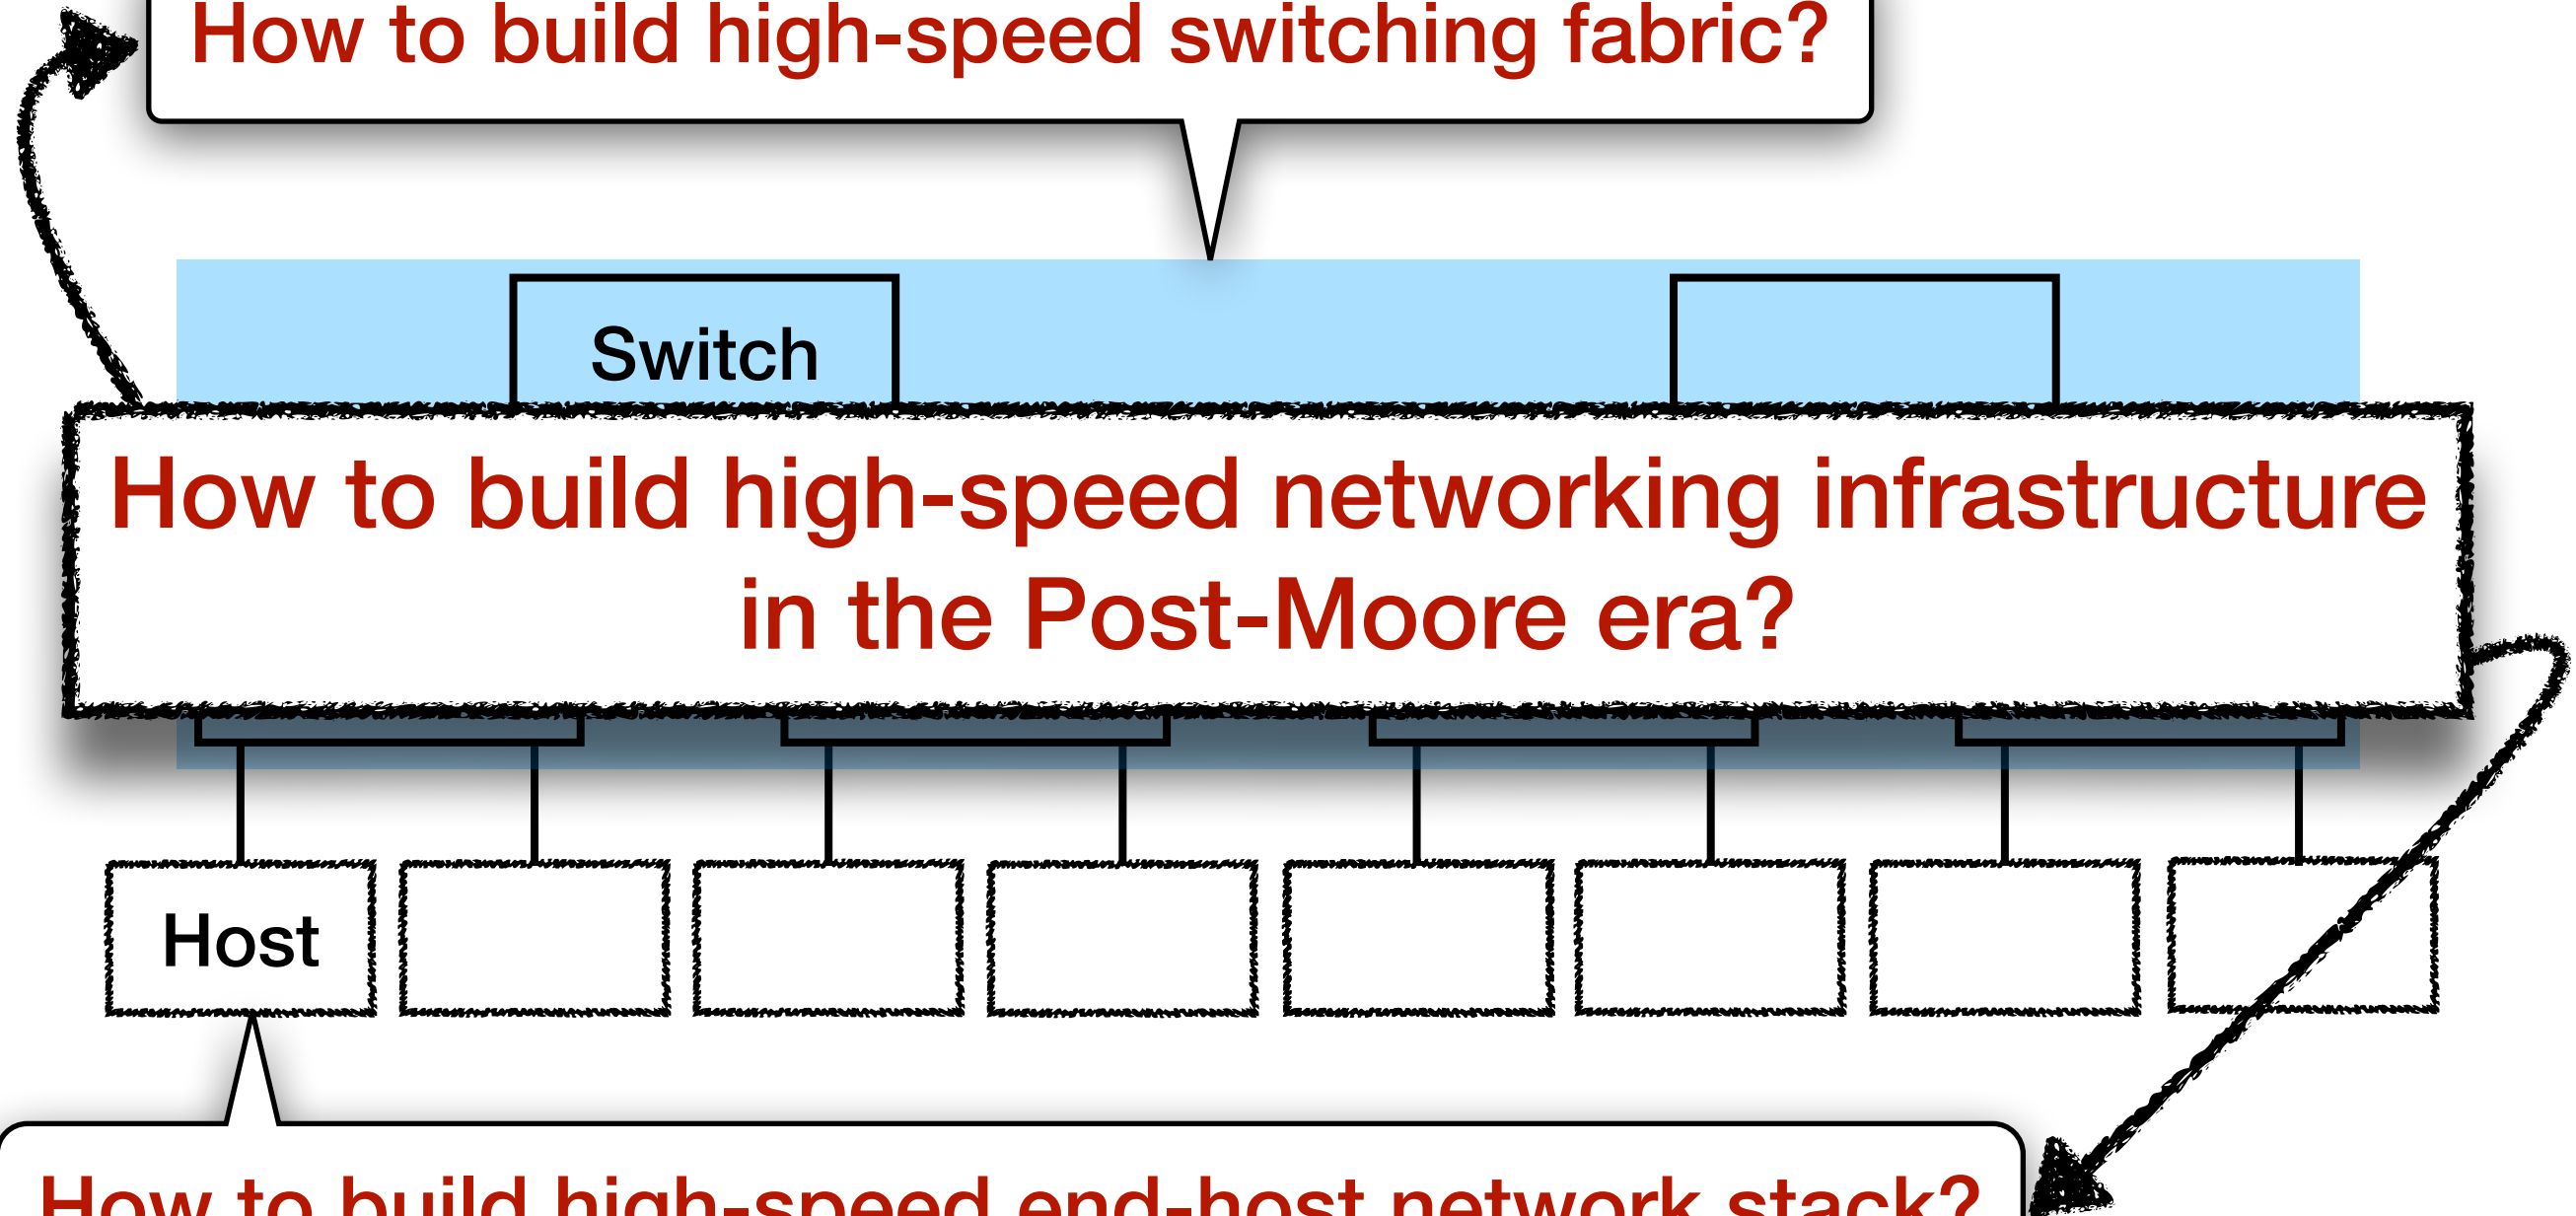 How to build high-speed switching fabric?
Switch
How to build high-speed networking infrastructure
in the Post-Moore era?
Host
How to build high-speed end-host network stack?